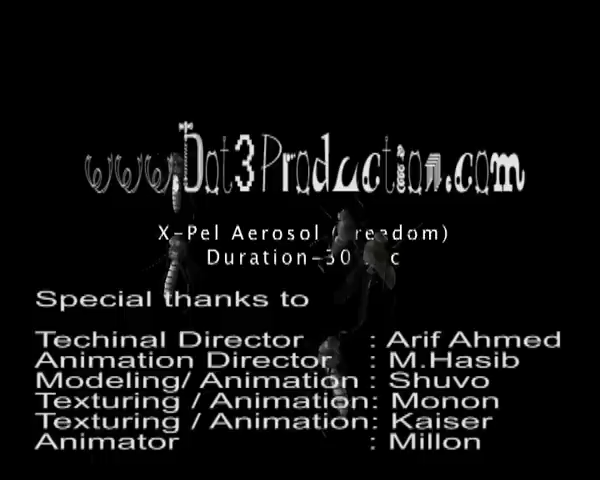 www.Dot3Production.com
X-Pel Aerosol
Duration-30
Special thanks to
Techinal Director : Arif Ahmed
Animation Director : M.Hasib
Modeling/ Animation : Shuvo
Texturing / Animation: Monon
Texturing / Animation: Kaiser
Animator : Millon